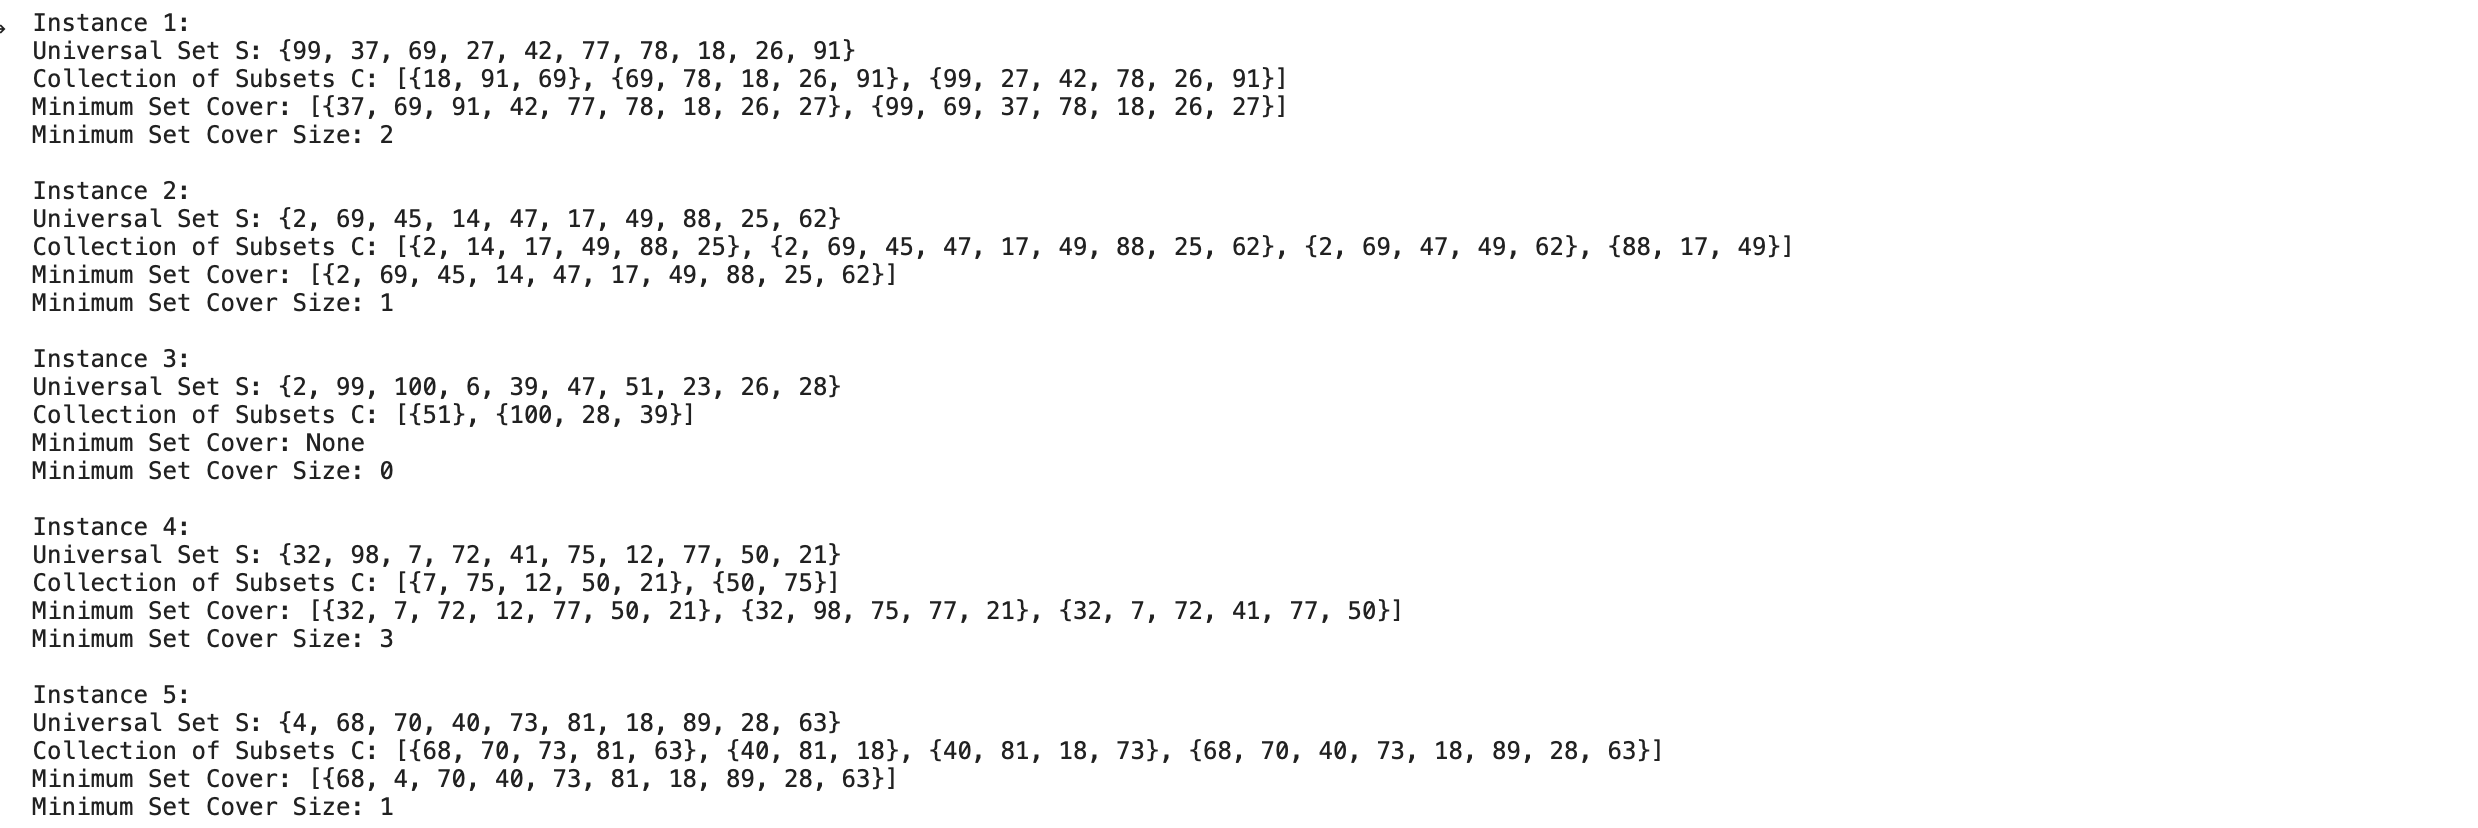 Instance 1:
Universal Set S: {99, 37, 69, 27, 42, 77, 78, 18, 26, 91}
Collection of Subsets C: [{18, 91, 69}, {69, 78, 18, 26, 91}, {99, 27, 42, 78, 26, 91}]
Minimum Set Cover: [{37, 69, 91, 42, 77, 78, 18, 26, 27}, {99, 69, 37, 78, 18, 26, 27}]
Minimum Set Cover Size: 2
Instance 2:
Universal Set S: {2, 69, 45, 14, 47, 17, 49, 88, 25, 62}
Collection of Subsets C: [{2, 14, 17, 49, 88, 25}, {2, 69, 45, 47, 17, 49, 88, 25, 62}, {2, 69, 47, 49, 62}, {88, 17, 49}]
Minimum Set Cover: [{2, 69, 45, 14, 47, 17, 49, 88, 25, 62}]
Minimum Set Cover Size: 1
Instance 3:
Universal Set S: {2, 99, 100, 6, 39, 47, 51, 23, 26, 28}
Collection of Subsets C: [{51}, {100, 28, 39}]
Minimum Set Cover: None
Minimum Set Cover Size: 0
Instance 4:
Universal Set S: {32, 98, 7, 72, 41, 75, 12, 77, 50, 21}
Collection of Subsets C: [{7, 75, 12, 50, 21}, {50, 75}]
Minimum Set Cover: [{32, 7, 72, 12, 77, 50, 21}, {32, 98, 75, 77, 21}, {32, 7, 72, 41, 77, 50}]
Minimum Set Cover Size: 3
Instance 5:
Universal Set S: {4, 68, 70, 40, 73, 81, 18, 89, 28, 63}
Collection of Subsets C: [{68, 70, 73, 81, 63}, {40, 81, 18}, {40, 81, 18, 73}, {68, 70, 40, 73, 18, 89, 28, 63}]
Minimum Set Cover: [{68, 4, 70, 40, 73, 81, 18, 89, 28, 63}]
Minimum Set Cover Size: 1